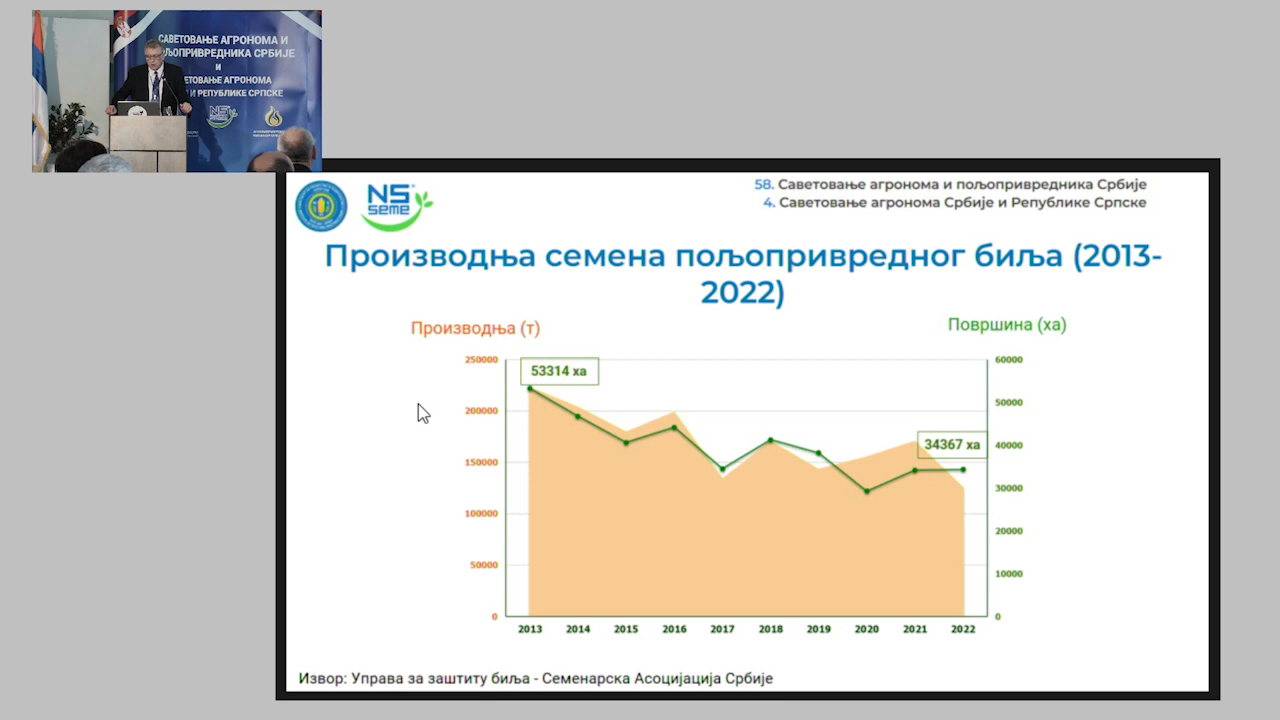 САВЕТОВАЊЕ АГРОНОМА И
ПОЉОПРИВРЕДНИКА СРБИЈЕ
и
САВЕТОВАЊЕ АГРОНОМА
И РЕПУБЛИКЕ СРПСКЕ
NS
seme
58. Саветовање агронома и пољопривредника Србије
4. Саветовање агронома Србије и Републике Српске
Производња семена пољопривредног биља (2013-
2022)
Производња (т)
Површина (ха)
250000
200000
150000
100000
50000
0
53314 ха
34367 ха
60000
50000
40000
30000
20000
10000
0
2013 2014 2015 2016 2017 2018 2019 2020 2021 2022
Извор: Управа за заштиту биља - Семенарска Асоцијација Србије